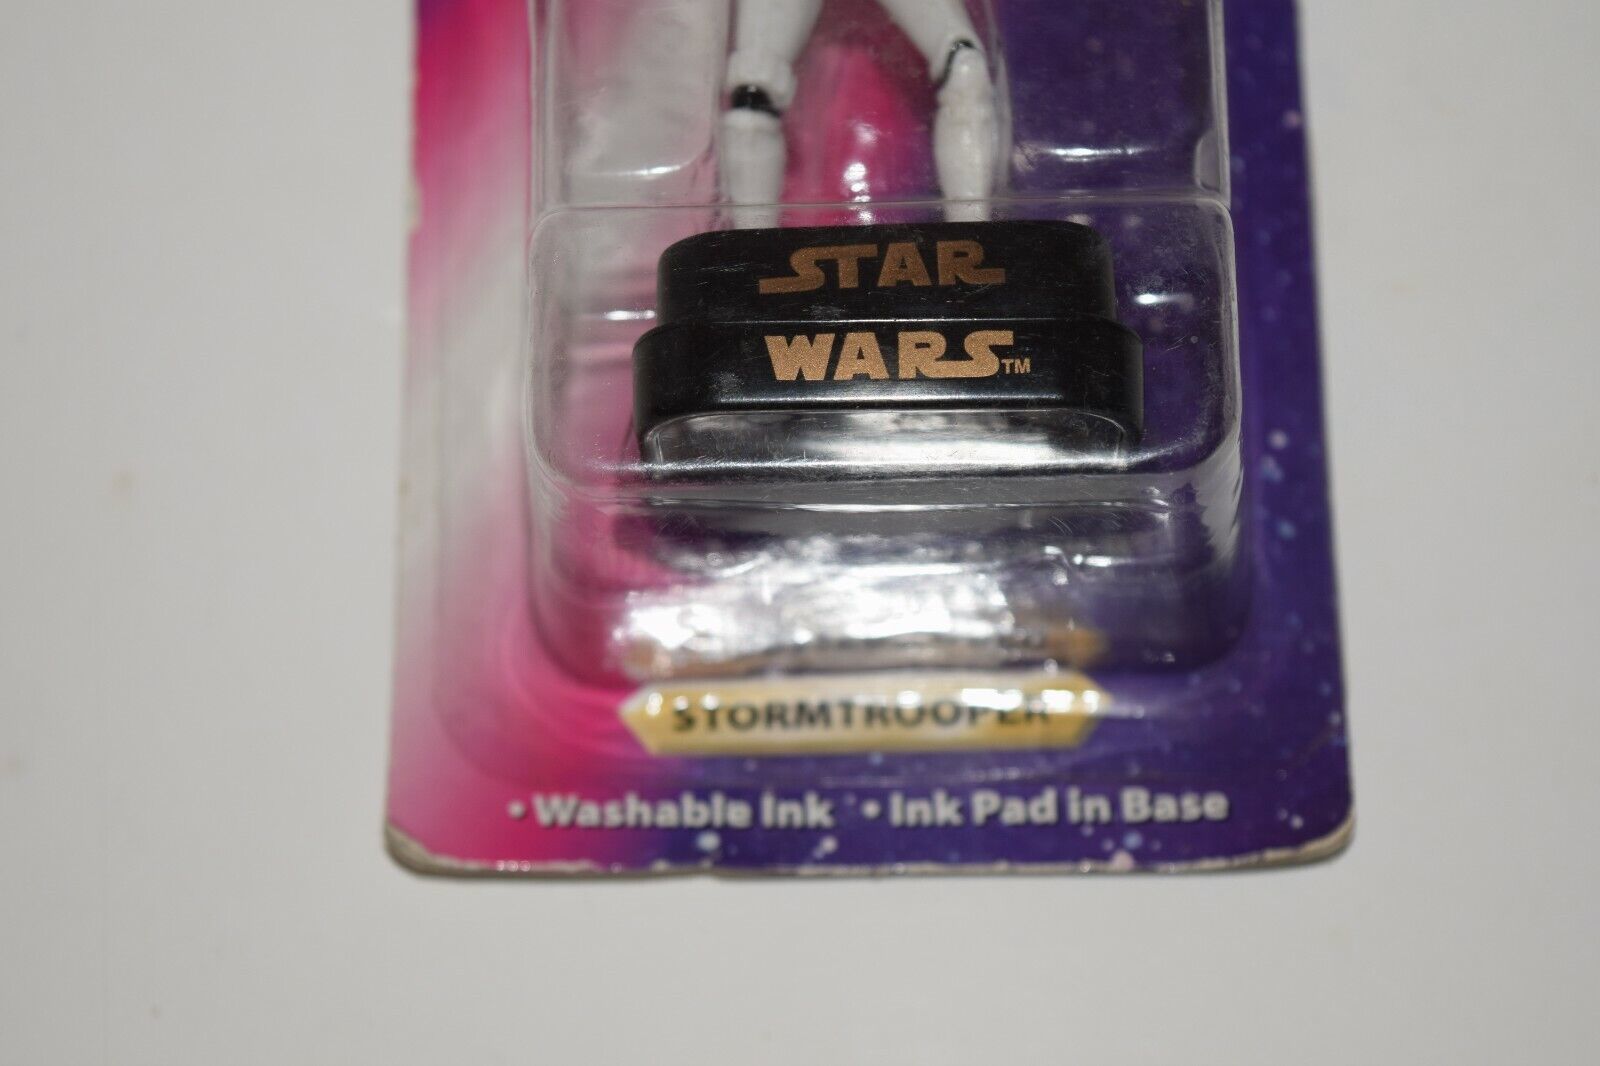 STAR
WARS™
STORMTROOPER
• Washable Ink • Ink Pad in Base